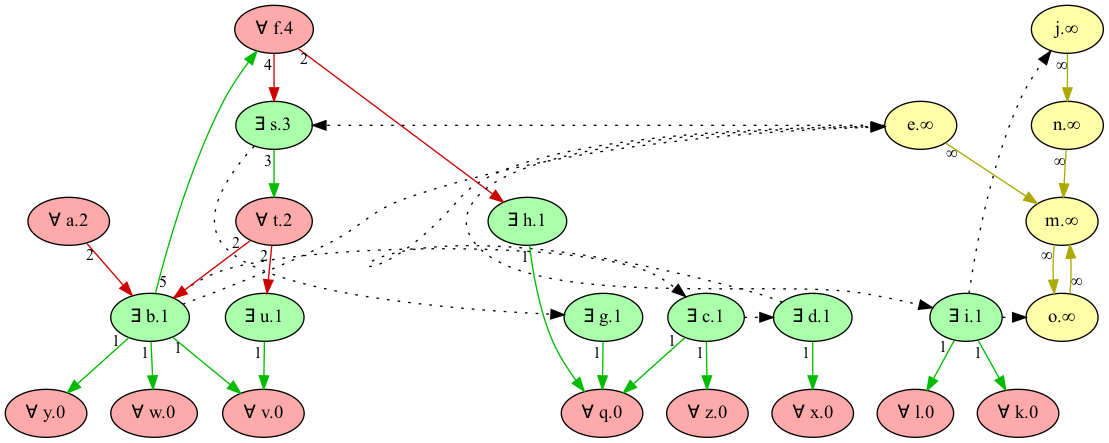 ∀ f.4
j.∞
4
2
∞
∃ s.3
e.∞
n.∞
3
∞
∞
∀ a.2
∀ t.2
∃ h.1
m.∞
2
2
2
1
∞
∞
5
∃ b.1
∃ u.1
∃ g.1
∃ c.1
∃ d.1
∃ i.1
o.∞
1
1
1
1
1
1
1
1
1
1
∀ y.0
∀ w.0
∀ v.0
∀ q.0
∀ z.0
∀ x.0
∀ l.0
∀ k.0